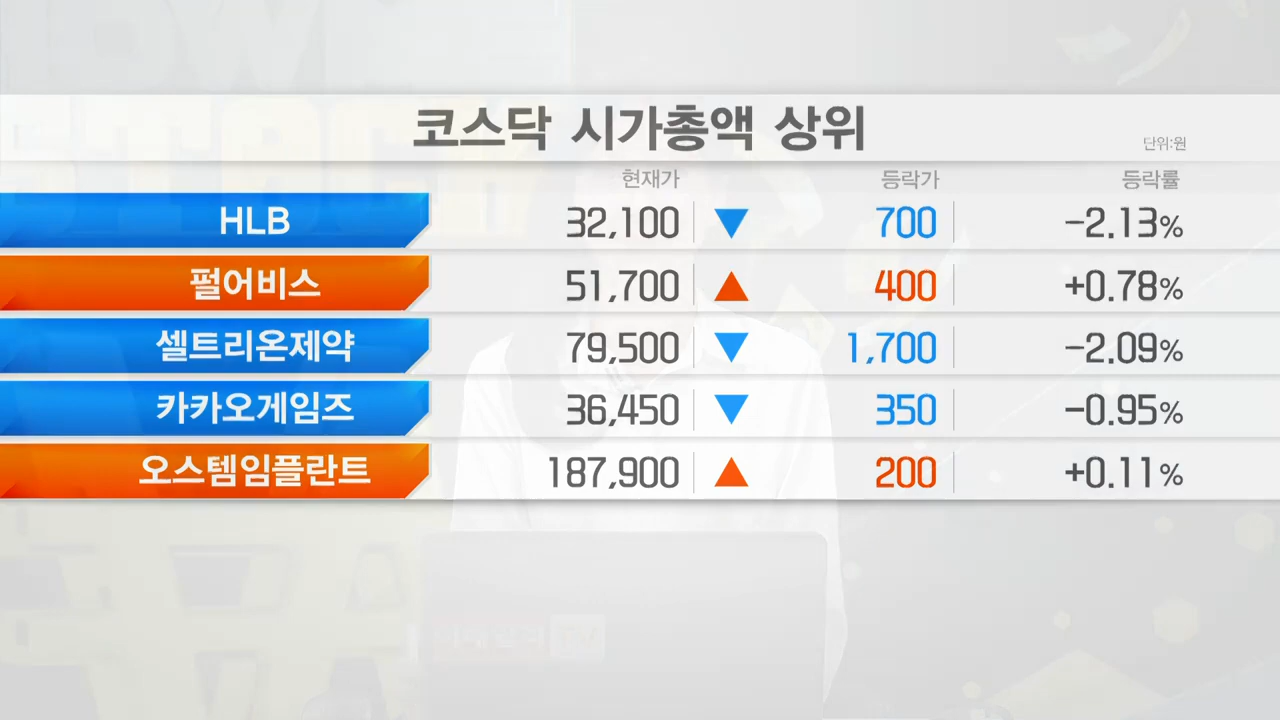 코스닥 시가총액 상위
단위:원
현재가 등락가 등락률
HLB 32,100 ▼ 700 -2.13%
펄어비스 51,700 ▲ 400 +0.78%
셀트리온제약 79,500 ▼ 1,700 -2.09%
카카오게임즈 36,450 ▼ 350 -0.95%
오스템임플란트 187,900 ▲ 200 +0.11%